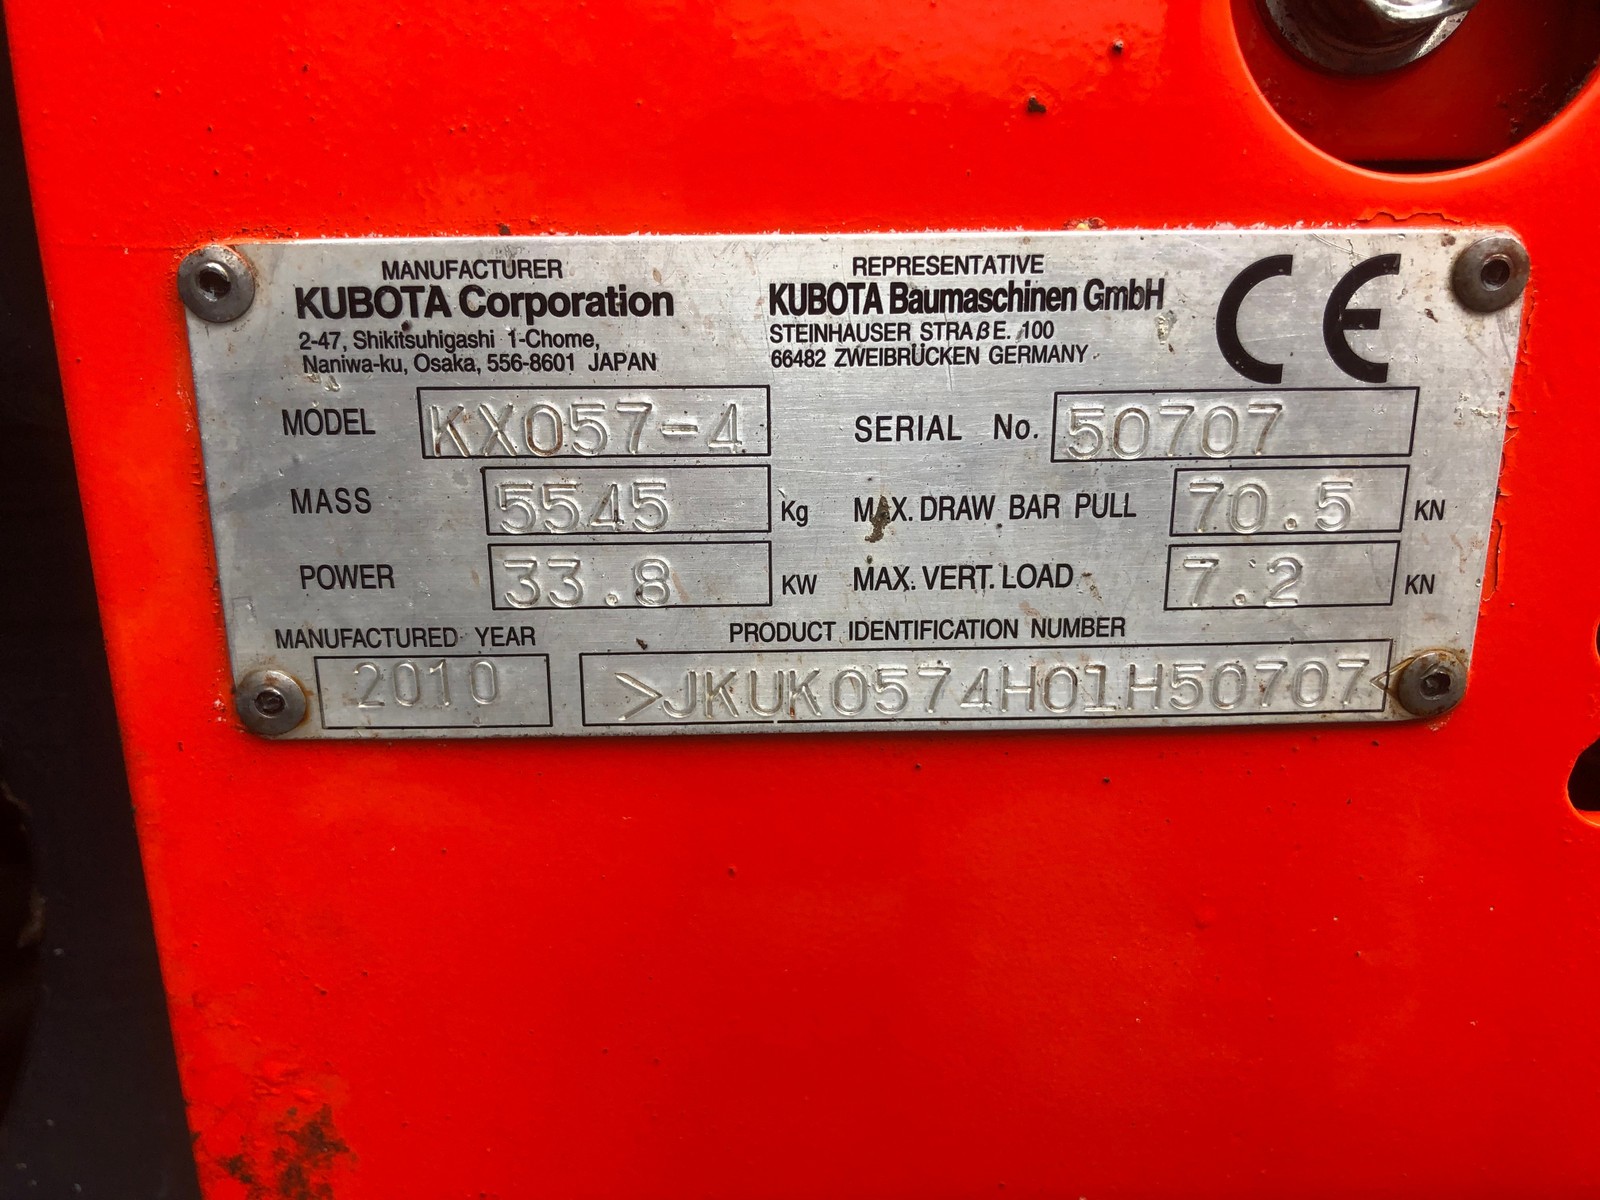 MANUFACTURER
KUBOTA Corporation
2-47, Shikitsuhigashi 1-Chome,
Naniwa-ku, Osaka, 556-8601 JAPAN
REPRESENTATIVE
KUBOTA Baumaschinen GmbH
STEINHAUSER STRAßE. 100
66482 ZWEIBRÜCKEN GERMANY
CE
MODEL KX057-4 SERIAL No. 50707
MASS 5545 Kg MAX. DRAW BAR PULL 70.5 KN
POWER 33.8 KW MAX. VERT. LOAD 7.2 KN
MANUFACTURED YEAR PRODUCT IDENTIFICATION NUMBER
2010 >JKUK0574H01H50707<